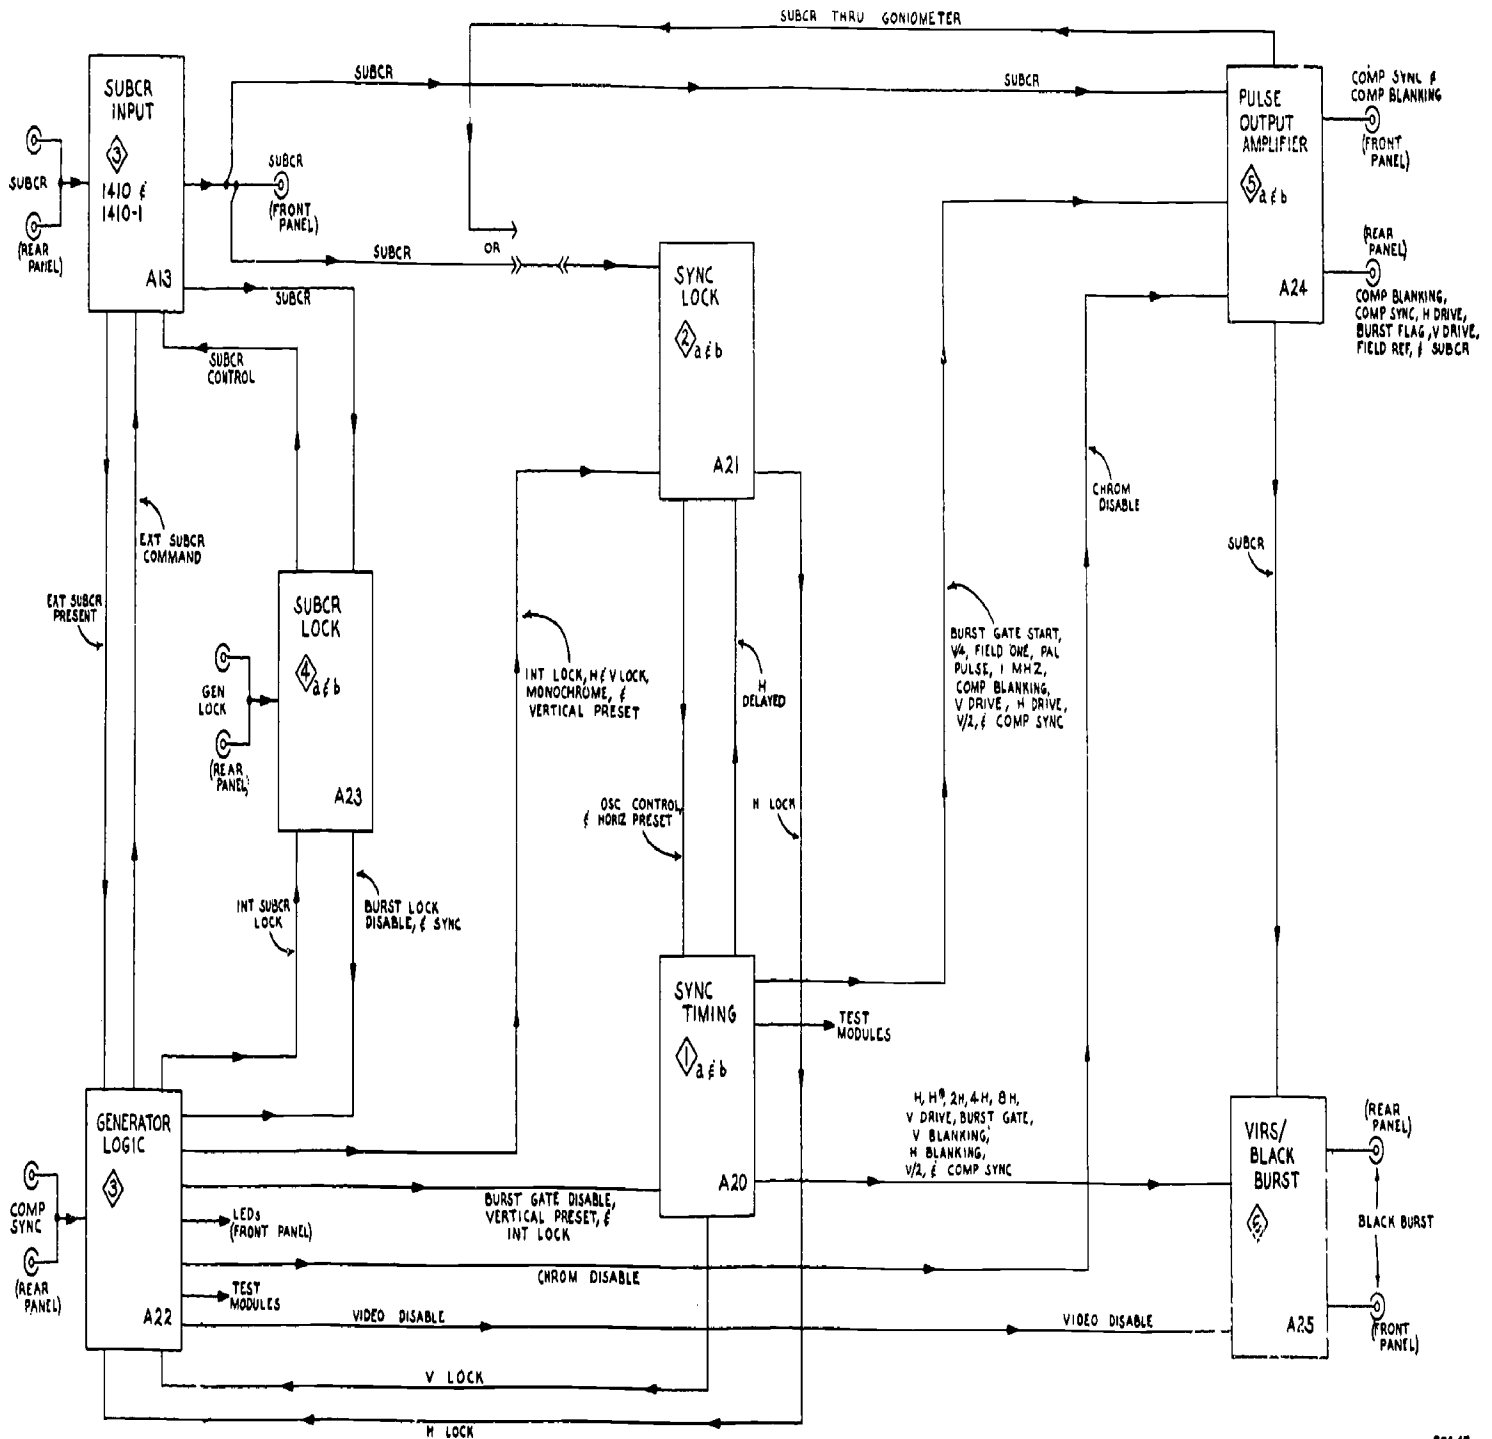 SUBCR THRU GONIOMETER
SUBCR
INPUT
3
1410 &
1410-1
A13
SUBCR
(REAR
PANEL)
SUBCR
SUBCR
SUBCR
(FRONT
PANEL)
SUBCR
OR
SUBCR
SUBCR
CONTROL
PULSE
OUTPUT
AMPLIFIER
5 a & b
A24
COMP SYNC &
COMP BLANKING
(FRONT
PANEL)
(REAR
PANEL)
COMP BLANKING,
COMP SYNC, H DRIVE,
BURST FLAG, V DRIVE,
FIELD REF, & SUBCR
SYNC
LOCK
2 a & b
A21
EXT SUBCR
COMMAND
EXT SUBCR
PRESENT
SUBCR
LOCK
4 a & b
A23
GEN
LOCK
(REAR
PANEL)
INT LOCK, H & V LOCK,
MONOCHROME, &
VERTICAL PRESET
H
DELAYED
CHROM
DISABLE
SUBCR
BURST GATE START,
V/4, FIELD ONE, PAL
PULSE, 1 MHZ,
COMP BLANKING,
V DRIVE, H DRIVE,
V/2, & COMP SYNC
OSC CONTROL,
& HORIZ PRESET
H LOCK
INT SUBCR
LOCK
BURST LOCK
DISABLE, & SYNC
SYNC
TIMING
1 a & b
A20
TEST
MODULES
GENERATOR
LOGIC
3
A22
COMP
SYNC
(REAR
PANEL)
LEDs
(FRONT PANEL)
TEST
MODULES
BURST GATE DISABLE,
VERTICAL PRESET, &
INT LOCK
CHROM DISABLE
VIDEO DISABLE
VIDEO DISABLE
2H, 4H, 8H,
V DRIVE, BURST GATE,
V BLANKING,
H BLANKING,
V/2, & COMP SYNC
VIRS/
BLACK
BURST
A25
(REAR
PANEL)
BLACK BURST
(FRONT
PANEL)
V LOCK
H LOCK